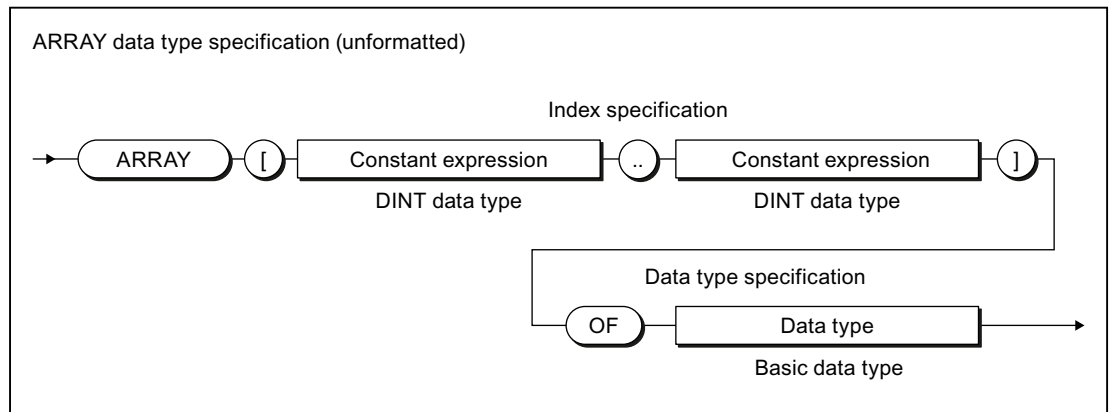 ARRAY data type specification (unformatted)
Index specification
ARRAY [ Constant expression .. Constant expression ]
DINT data type DINT data type
Data type specification
OF Data type
Basic data type